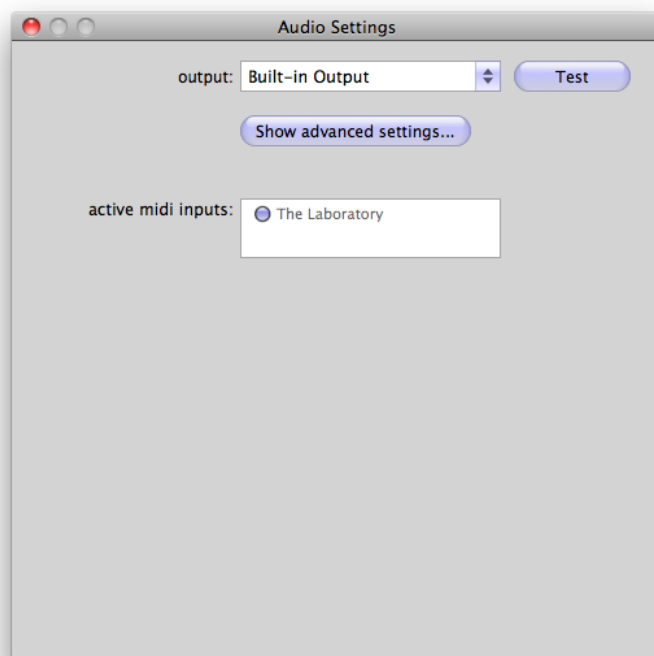 Audio Settings
output: Built-in Output Test
Show advanced settings...
active midi inputs: The Laboratory